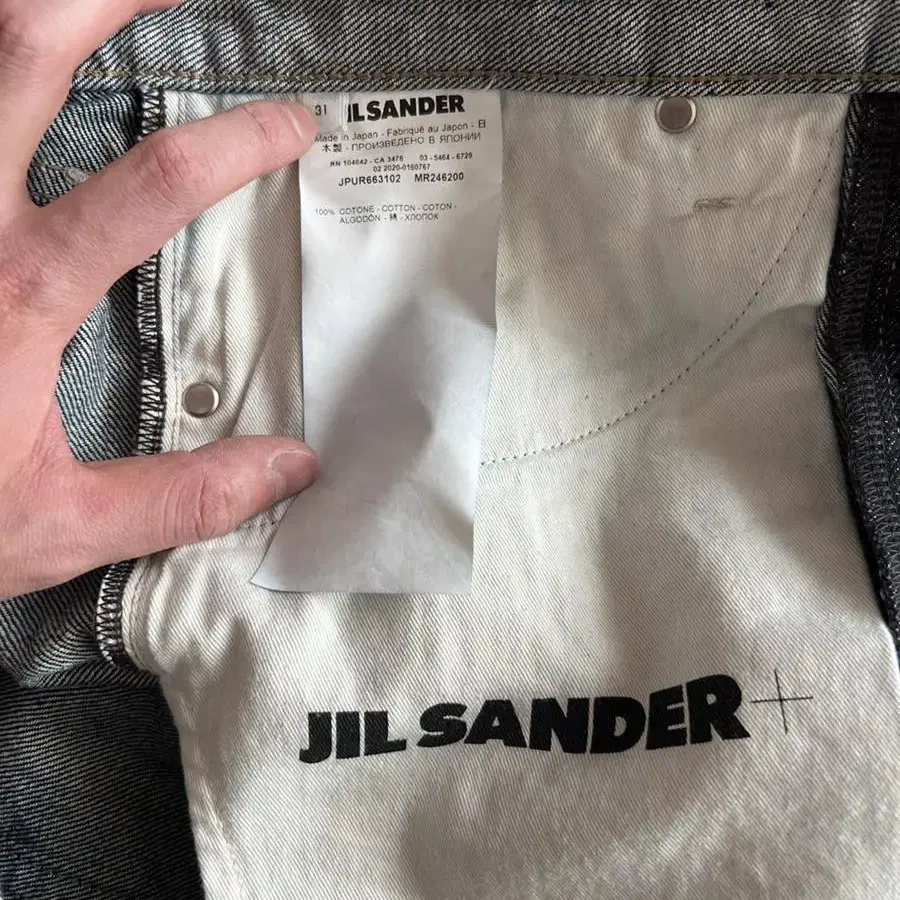 31
JIL SANDER
Made in Japan - Fabriqué au Japon - 日
木製 - ПРОИЗВЕДЕНО В ЯПОНИИ
RN 104642 - CA 3476 03 - 5464 - 6729
02 2020-0160767
JPUR663102 MR246200
100% COTONE - COTTON - COTON -
ALGODÓN - 綿 - ХЛОПОК
JIL SANDER+